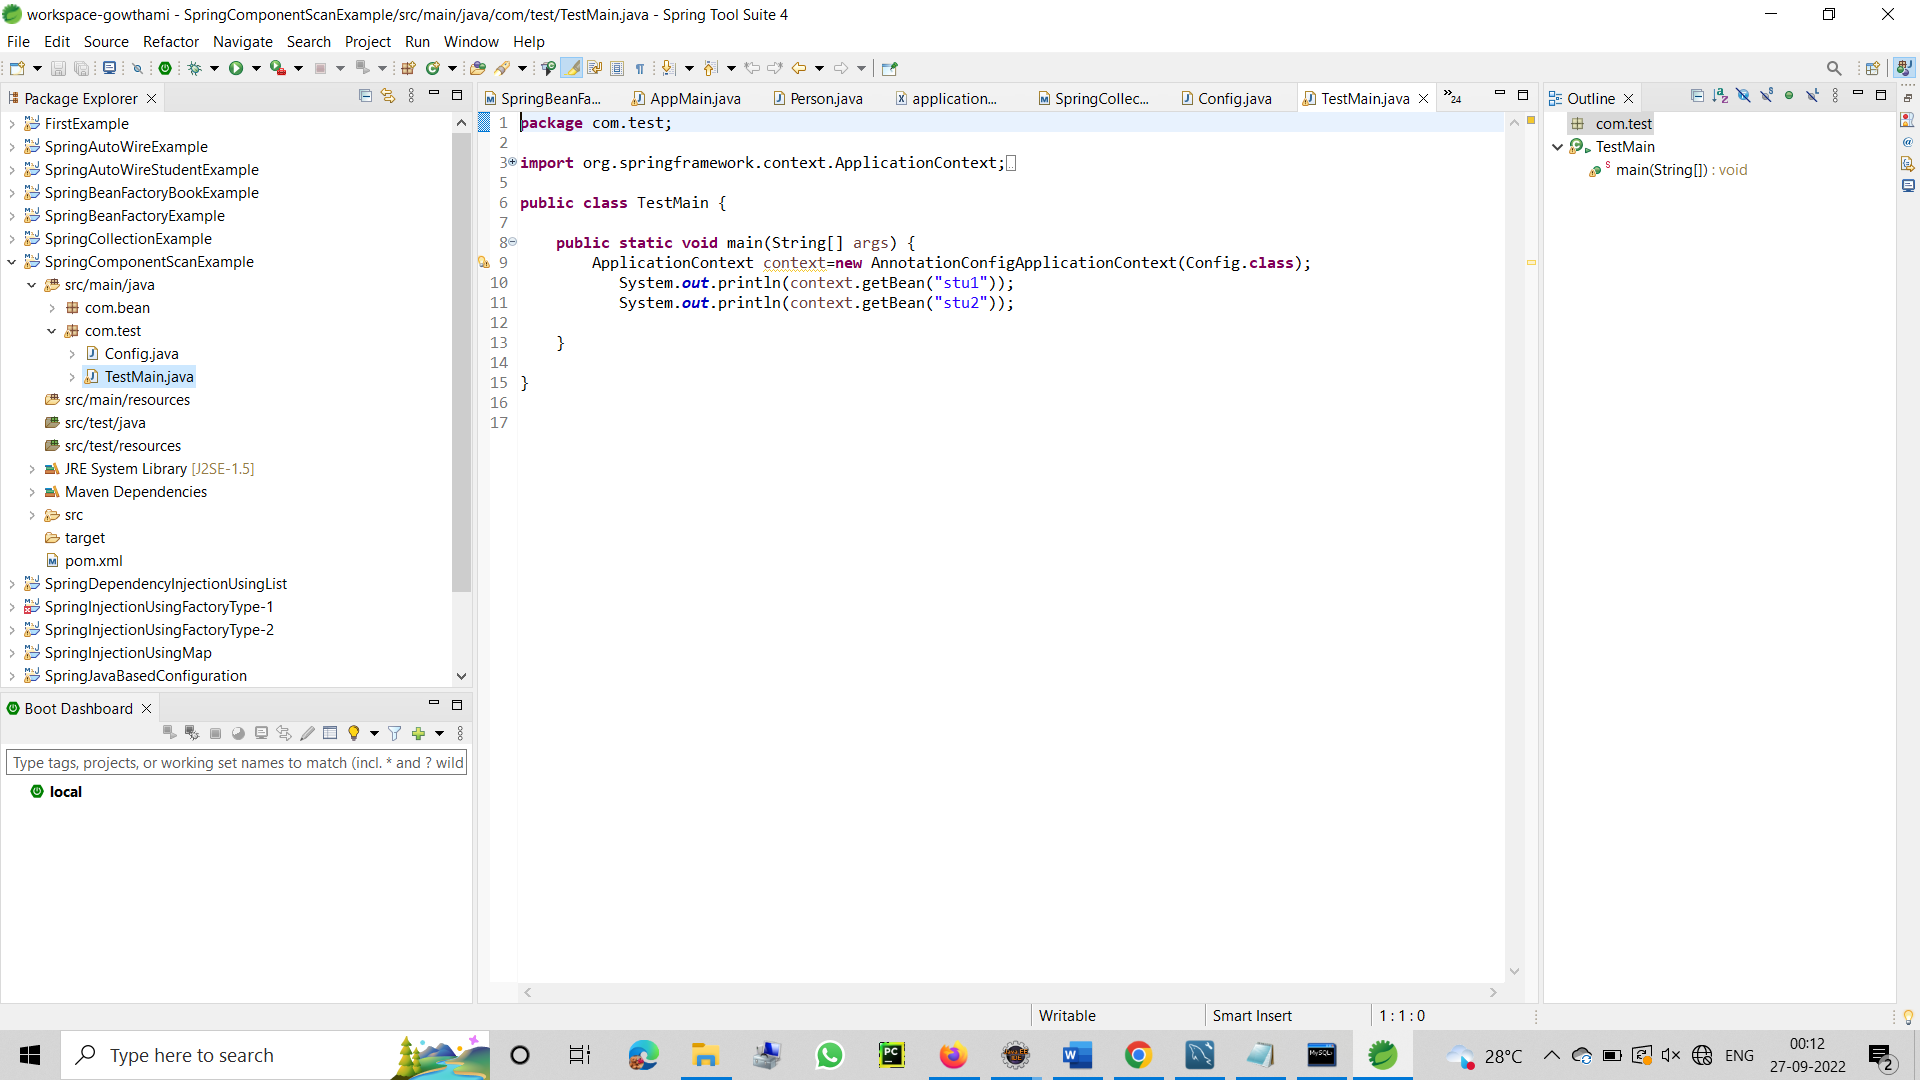 workspace-gowthami - SpringComponentScanExample/src/main/java/com/test/TestMain.java - Spring Tool Suite 4
File Edit Source Refactor Navigate Search Project Run Window Help
Package Explorer
FirstExample
SpringAutoWireExample
SpringAutoWireStudentExample
SpringBeanFactoryBookExample
SpringBeanFactoryExample
SpringCollectionExample
SpringComponentScanExample
src/main/java
com.bean
com.test
Config.java
TestMain.java
src/main/resources
src/test/java
src/test/resources
JRE System Library [J2SE-1.5]
Maven Dependencies
src
target
pom.xml
SpringDependencyInjectionUsingList
SpringInjectionUsingFactoryType-1
SpringInjectionUsingFactoryType-2
SpringInjectionUsingMap
SpringJavaBasedConfiguration
Boot Dashboard
Type tags, projects, or working set names to match (incl. * and ? wild
local
SpringBeanFa... AppMain.java Person.java application... SpringCollec... Config.java TestMain.java »24
1 package com.test;
2
3 import org.springframework.context.ApplicationContext;
5
6 public class TestMain {
7
8 public static void main(String[] args) {
9 ApplicationContext context=new AnnotationConfigApplicationContext(Config.class);
10 System.out.println(context.getBean("stu1"));
11 System.out.println(context.getBean("stu2"));
12
13 }
14
15 }
16
17
Outline
com.test
TestMain
main(String[]) : void
Writable Smart Insert 1 : 1 : 0
Type here to search
PC
Java EE IDE
W
MySQL
28°C
ENG
00:12
27-09-2022
2